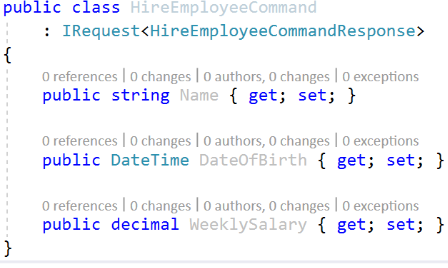 public class HireEmployeeCommand
: IRequest<HireEmployeeCommandResponse>
{
0 references | 0 changes | 0 authors, 0 changes | 0 exceptions
public string Name { get; set; }
0 references | 0 changes | 0 authors, 0 changes | 0 exceptions
public DateTime DateOfBirth { get; set; }
0 references | 0 changes | 0 authors, 0 changes | 0 exceptions
public decimal WeeklySalary { get; set; }
}